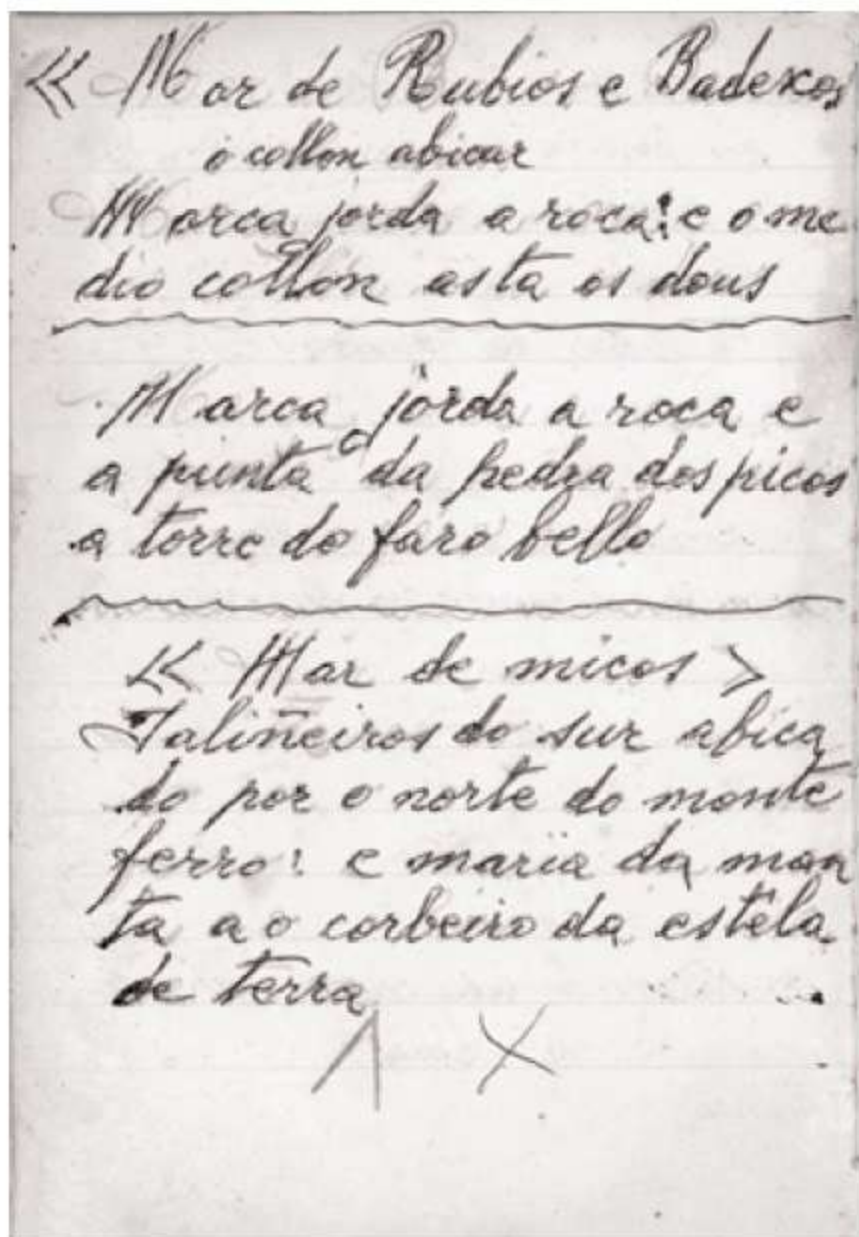 << Mar de Rubios e Badexos
o collon abicar
Marca jorda a roca: e o me
dio collon asta os dous
Marca jorda a roca e
a punta da pedra dos picos
a torre do faro bello
<< Mar de micos >
Taliñeiros do sur abica
do por o norte do monte
ferro: e maria da man
ta a o corbeiro da estela
de terra
1 X